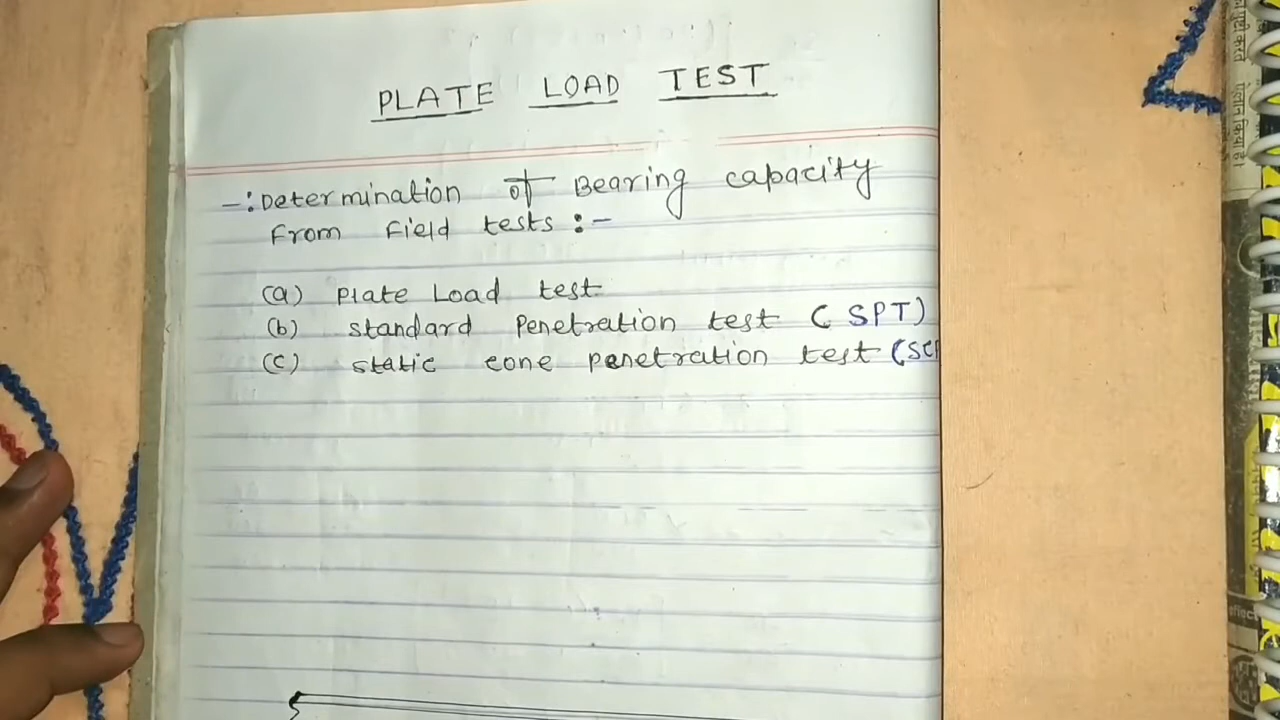 PLATE LOAD TEST
-:Determination of Bearing capacity
From Field tests :-
(a) Plate Load test
(b) standard Penetration test (SPT)
(c) static cone penetration test (SCP